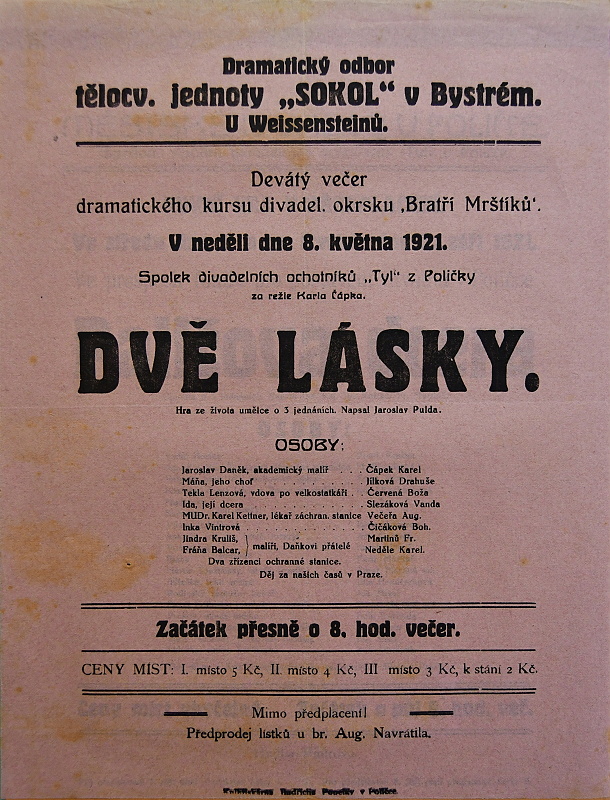 Dramatický odbor
tělocv. jednoty „SOKOL“ v Bystrém.
U Weissensteinů.
Devátý večer
dramatického kursu divadel. okrsku ‚Bratří Mrštíků‘.
V neděli dne 8. května 1921.
Spolek divadelních ochotníků „Tyl“ z Poličky
za režie Karla Čápka.
DVĚ LÁSKY.
Hra ze života umělce o 3 jednáních. Napsal Jaroslav Pulda.
OSOBY:
Jaroslav Daněk, akademický malíř . . . Čápek Karel
Máňa, jeho choť . . . . . . . . . . Jílková Drahuše
Tekla Lenzová, vdova po velkostatkáři . . Červená Boža
Ida, její dcera . . . . . . . . . . . Slezáková Vanda
MUDr. Karel Kettner, lékař záchran. stanice Večeřa Aug.
Inka Vintrová . . . . . . . . . . . Čičáková Boh.
Jindra Kruliš, Martinů Fr.
Fráňa Balcar, } malíři, Daňkovi přátelé Neděle Karel.
Dva zřízenci ochranné stanice.
Děj za našich časů v Praze.
Začátek přesně o 8. hod. večer.
CENY MÍST: I. místo 5 Kč, II. místo 4 Kč, III místo 3 Kč, k stání 2 Kč.
Mimo předplacení!
Předprodej lístků u br. Aug. Navrátila.
v Poličce.